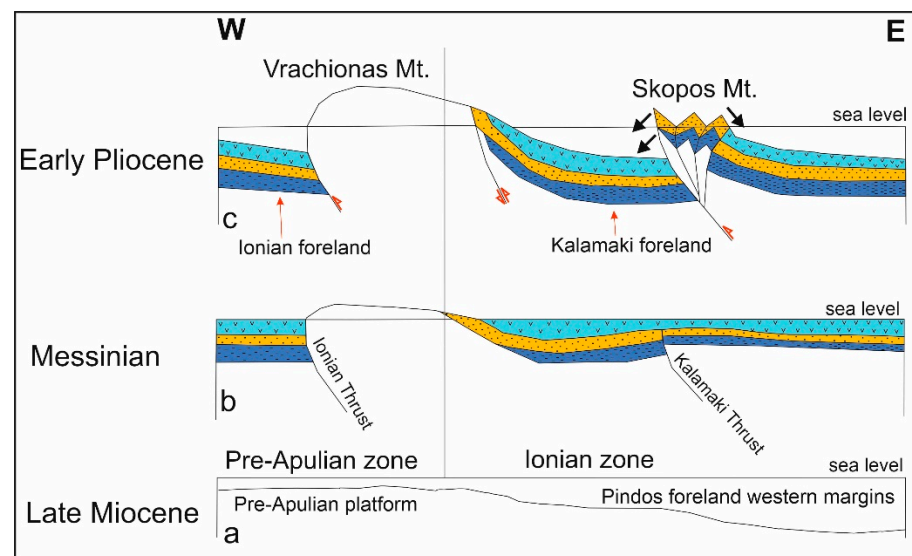 W
E
Vrachionas Mt.
Skopos Mt.
sea level
Early Pliocene
c
Ionian foreland
Kalamaki foreland
sea level
Messinian
Ionian Thrust
Kalamaki Thrust
b
Pre-Apulian zone
Ionian zone
sea level
Pre-Apulian platform
Pindos foreland western margins
Late Miocene
a